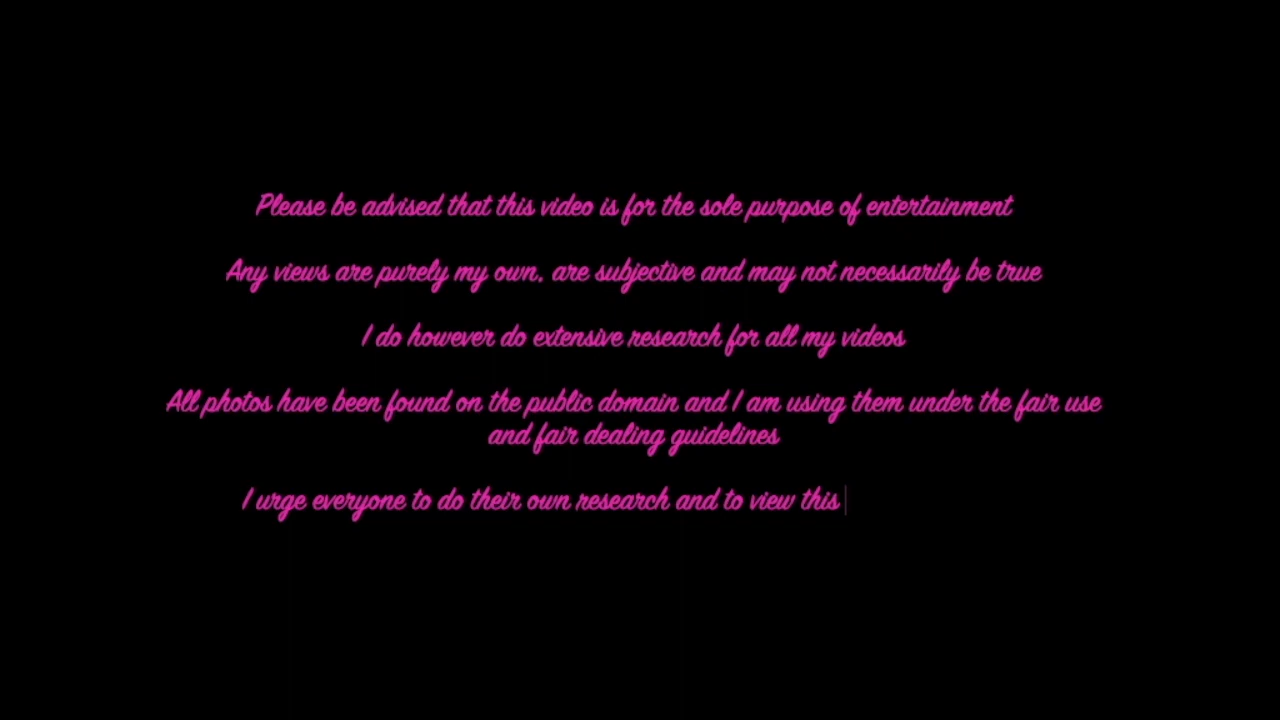 Please be advised that this video is for the sole purpose of entertainment
Any views are purely my own, are subjective and may not necessarily be true
I do however do extensive research for all my videos
All photos have been found on the public domain and I am using them under the fair use
and fair dealing guidelines
I urge everyone to do their own research and to view this